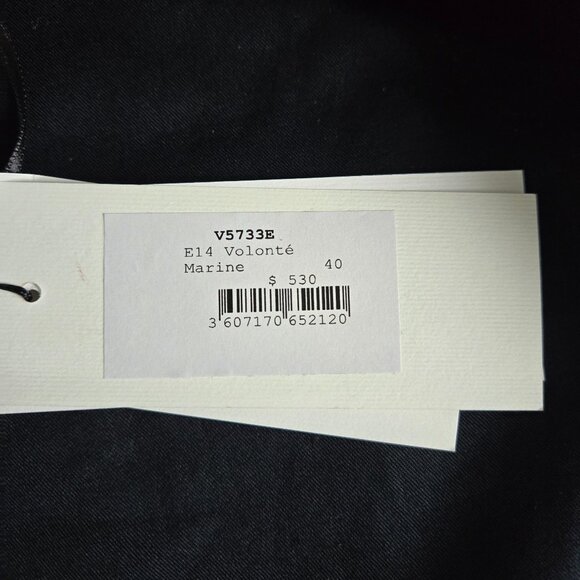 V5733E
E14 Volonté
Marine 40
$ 530
3 607170 652120